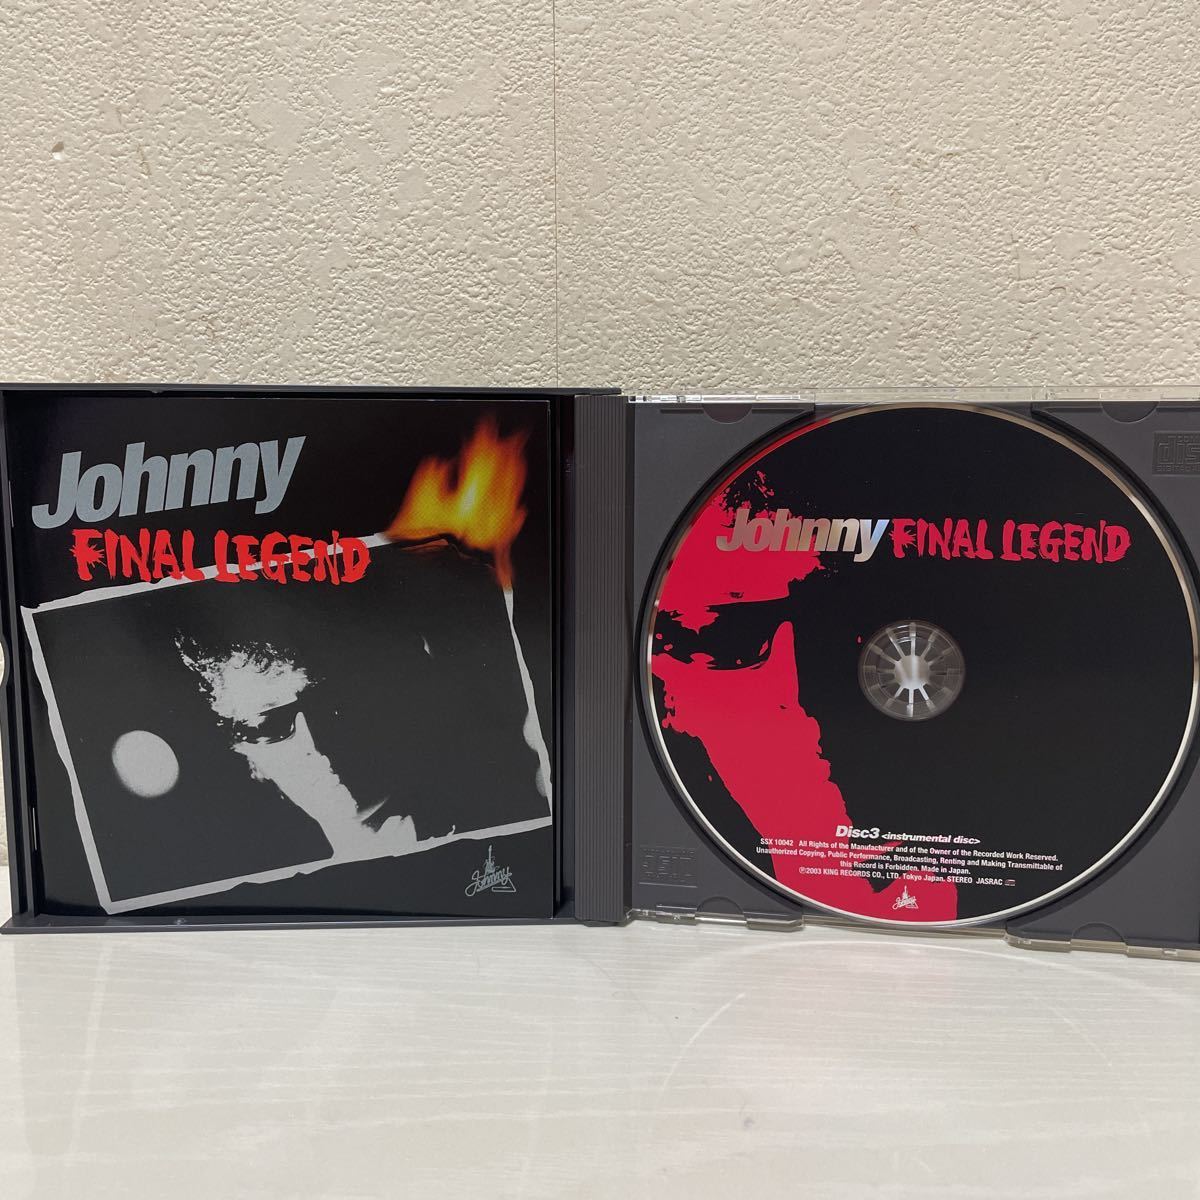 Johnny
FINAL LEGEND
Johnny
Johnny FINAL LEGEND
Disc3 <instrumental disc>
SSX 10042 All Rights of the Manufacturer and of the Owner of the Recorded Work Reserved.
Unauthorized Copying, Public Performance, Broadcasting, Renting and Making Transmittable of
this Record is Forbidden. Made in Japan.
℗2003 KING RECORDS CO., LTD. Tokyo Japan. STEREO JASRAC
Johnny